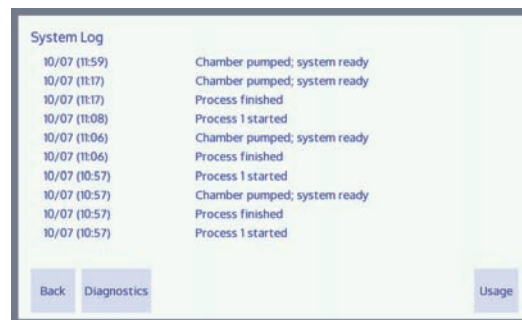 System Log
10/07 (11:59) Chamber pumped; system ready
10/07 (11:17) Chamber pumped; system ready
10/07 (11:17) Process finished
10/07 (11:08) Process 1 started
10/07 (11:06) Chamber pumped; system ready
10/07 (11:06) Process finished
10/07 (10:57) Process 1 started
10/07 (10:57) Chamber pumped; system ready
10/07 (10:57) Process finished
10/07 (10:57) Process 1 started
Back Diagnostics Usage